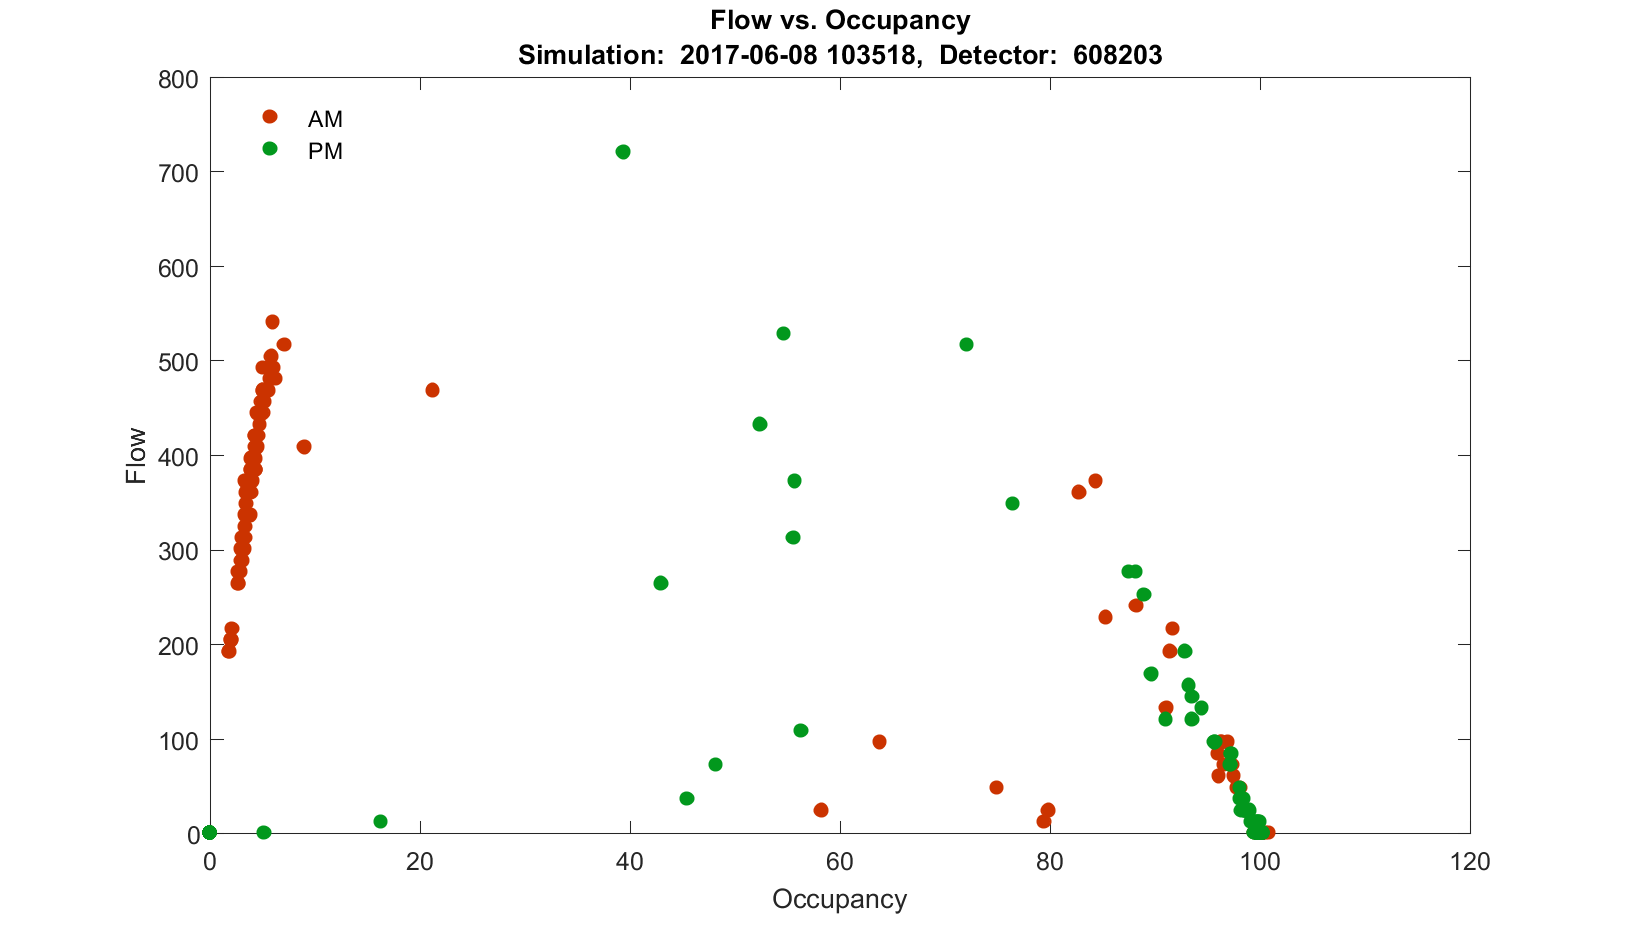 Flow vs. Occupancy
Simulation:  2017-06-08 103518,  Detector:  608203
AM
PM
800
700
600
500
400
300
200
100
0
Flow
0 20 40 60 80 100 120
Occupancy